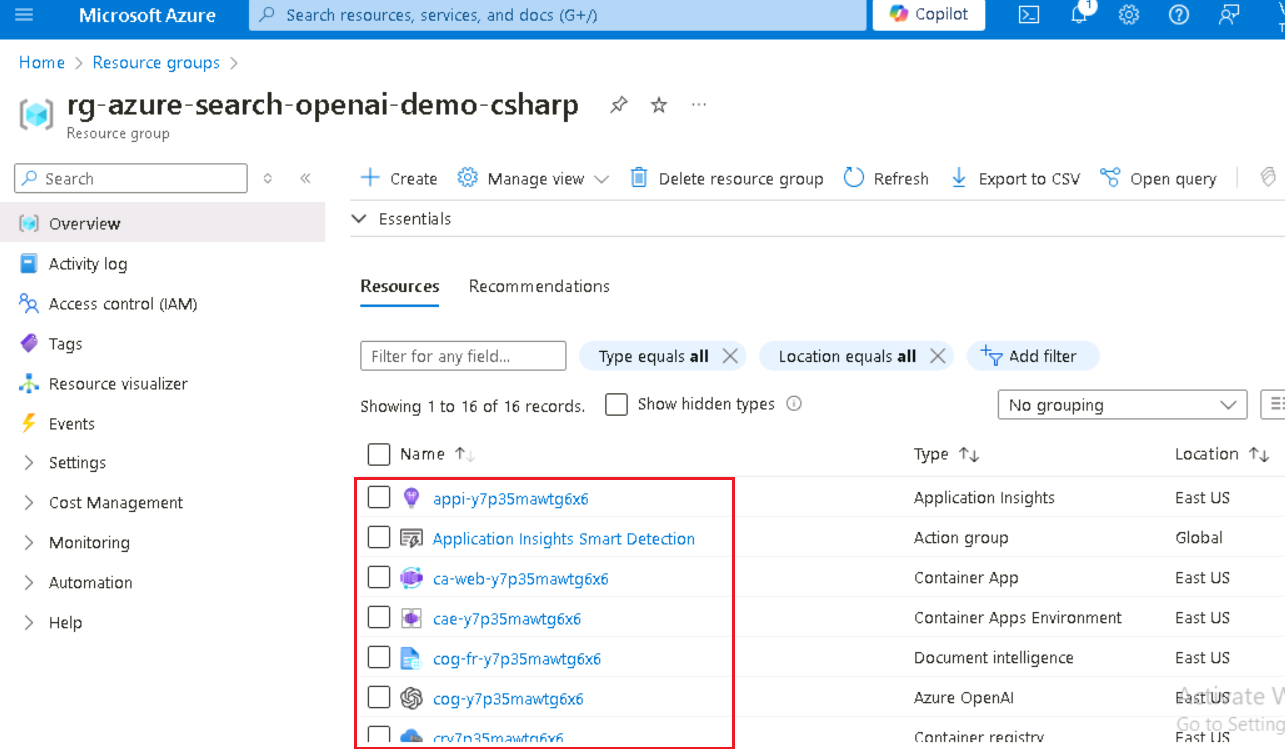 Microsoft Azure
Search resources, services, and docs (G+/)
Copilot
1
Home > Resource groups >
rg-azure-search-openai-demo-csharp
Resource group
Search
Create
Manage view
Delete resource group
Refresh
Export to CSV
Open query
Overview
Activity log
Access control (IAM)
Tags
Resource visualizer
Events
Settings
Cost Management
Monitoring
Automation
Help
Essentials
Resources
Recommendations
Filter for any field...
Type equals all
Location equals all
Add filter
Showing 1 to 16 of 16 records.
Show hidden types
No grouping
Name Type Location
appi-y7p35mawtg6x6 Application Insights East US
Application Insights Smart Detection Action group Global
ca-web-y7p35mawtg6x6 Container App East US
cae-y7p35mawtg6x6 Container Apps Environment East US
cog-fr-y7p35mawtg6x6 Document intelligence East US
cog-y7p35mawtg6x6 Azure OpenAI East US
cry7p35mawtg6x6 Container registry East US
Activate W
Go to Setting